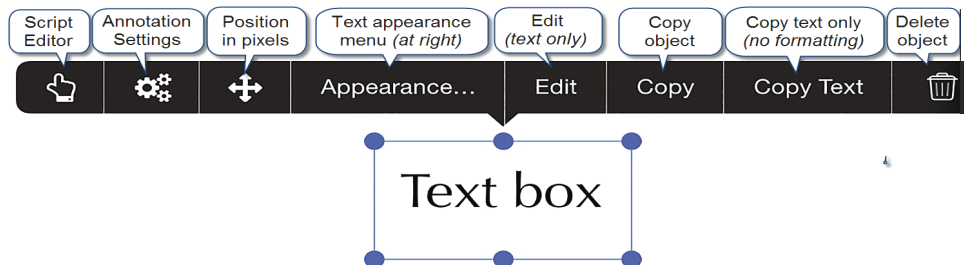 Script
Editor
Annotation
Settings
Position
in pixels
Text appearance
menu (at right)
Edit
(text only)
Copy
object
Copy text only
(no formatting)
Delete
object
Appearance...
Edit
Copy
Copy Text
Text box